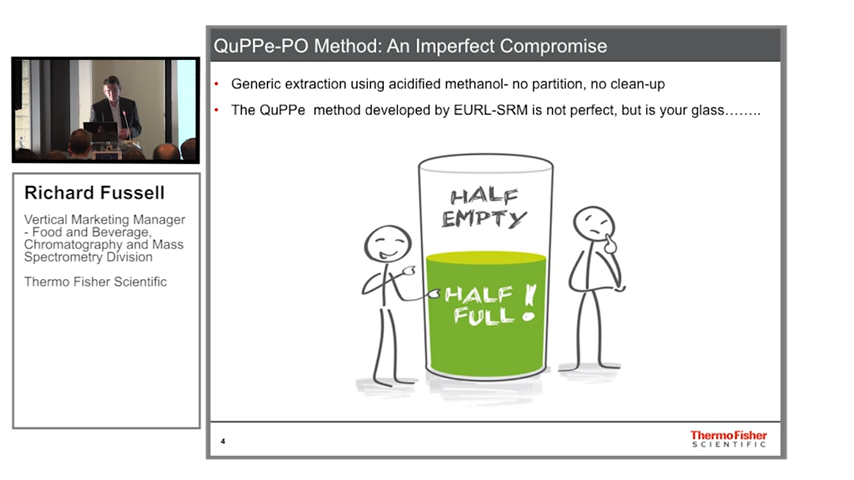 QuPPe-PO Method: An Imperfect Compromise
• Generic extraction using acidified methanol- no partition, no clean-up
• The QuPPe method developed by EURL-SRM is not perfect, but is your glass……..
HALF
EMPTY
HALF
FULL !
Richard Fussell
Vertical Marketing Manager
- Food and Beverage,
Chromatography and Mass
Spectrometry Division
Thermo Fisher Scientific
4
ThermoFisher
SCIENTIFIC